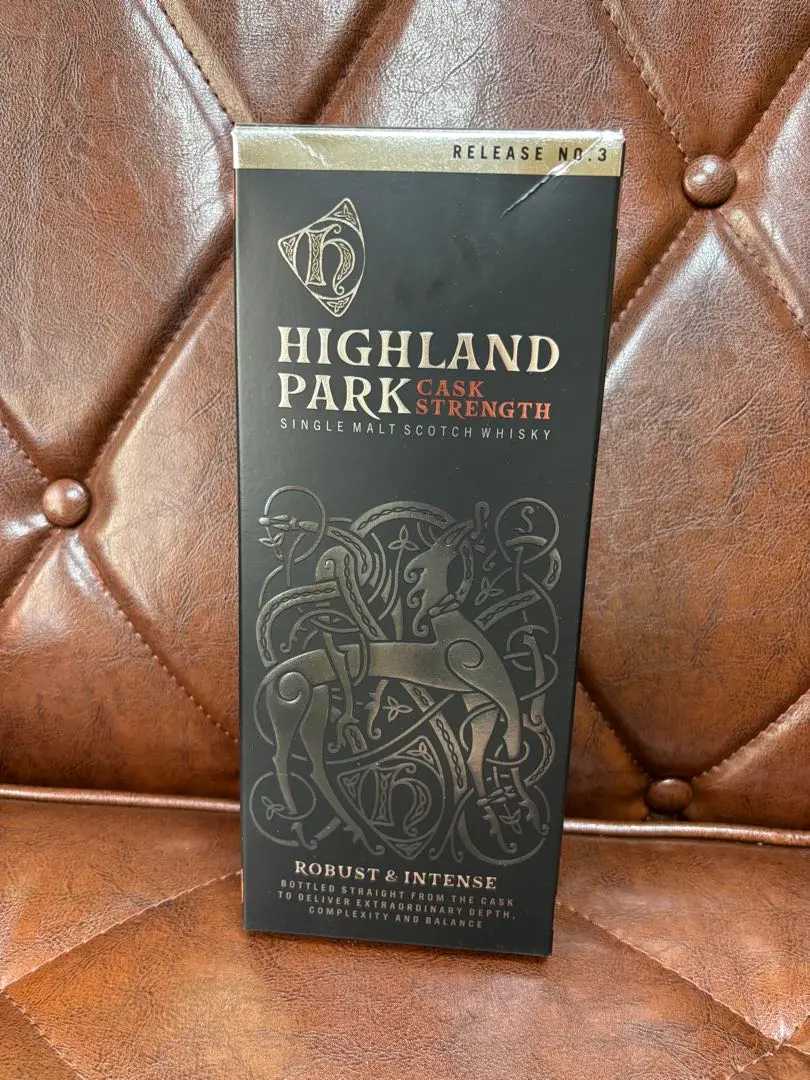 RELEASE NO.3
h
HIGHLAND
PARK CASK STRENGTH
SINGLE MALT SCOTCH WHISKY
S
h
ROBUST & INTENSE
BOTTLED STRAIGHT FROM THE CASK
TO DELIVER EXTRAORDINARY DEPTH,
COMPLEXITY AND BALANCE